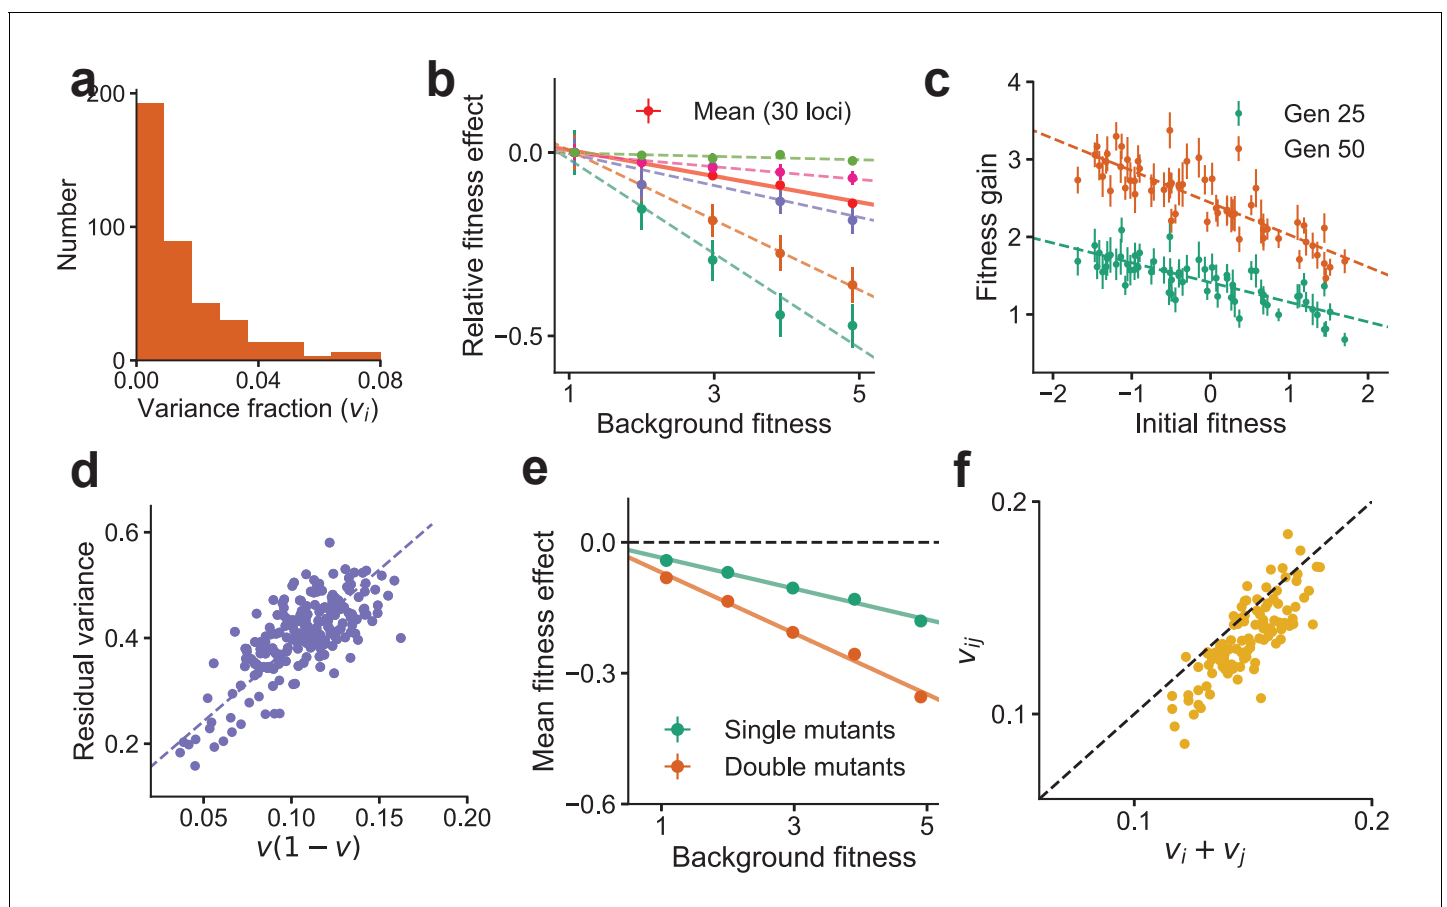 a
200
100
0
Number
0.00
0.04
0.08
Variance fraction (v_i)
b
Mean (30 loci)
0.0
−0.5
Relative fitness effect
1
3
5
Background fitness
c
Gen 25
Gen 50
4
3
2
1
Fitness gain
−2
−1
0
1
2
Initial fitness
d
0.6
0.4
0.2
Residual variance
0.05
0.10
0.15
0.20
v(1 − v)
e
0.0
−0.3
−0.6
Mean fitness effect
Single mutants
Double mutants
1
3
5
Background fitness
f
0.2
0.1
v_ij
0.1
0.2
v_i + v_j